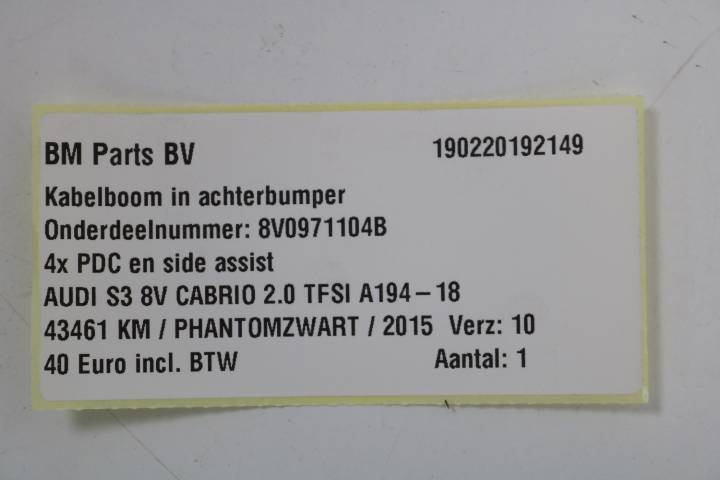 BM Parts BV 190220192149
Kabelboom in achterbumper
Onderdeelnummer: 8V0971104B
4x PDC en side assist
AUDI S3 8V CABRIO 2.0 TFSI A194-18
43461 KM / PHANTOMZWART / 2015 Verz: 10
40 Euro incl. BTW Aantal: 1